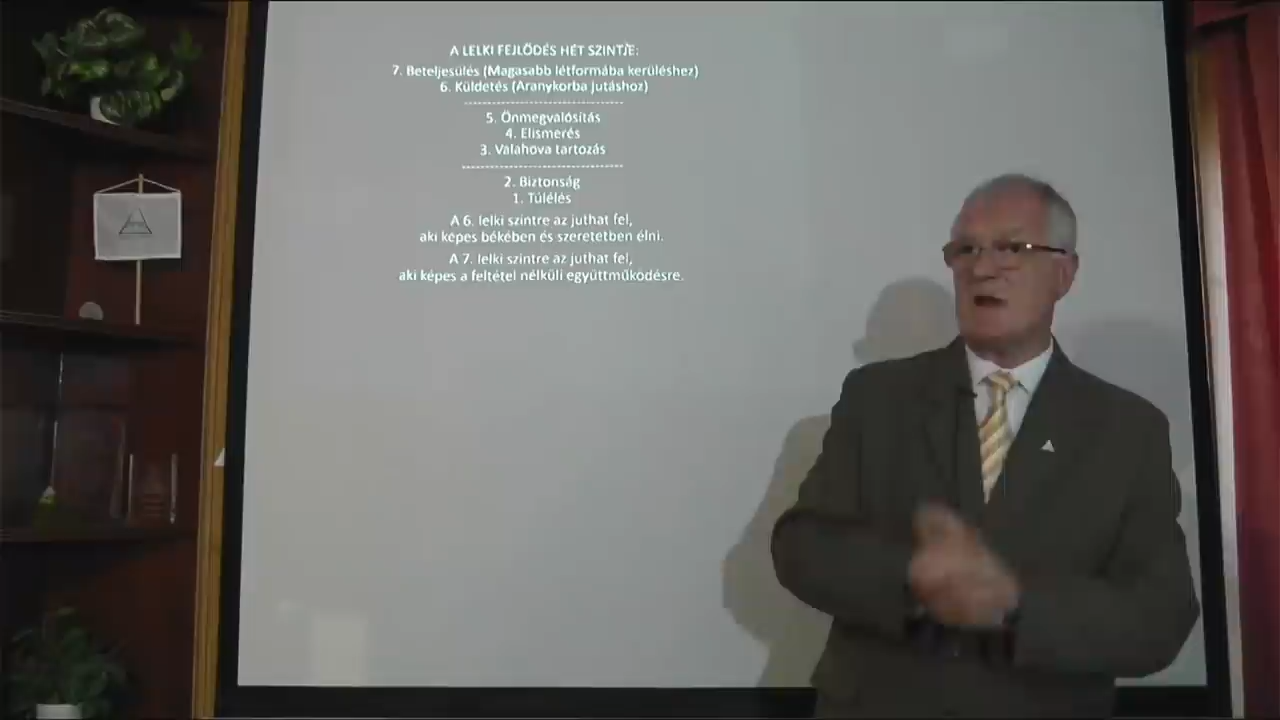 A LELKI FEJLŐDÉS HÉT SZINTJE:
7. Beteljesülés (Magasabb létformába kerüléshez)
6. Küldetés (Aranykorba jutáshoz)
--------------------------------
5. Önmegvalósítás
4. Elismerés
3. Valahova tartozás
--------------------------------
2. Biztonság
1. Túlélés
A 6. lelki szintre az juthat fel,
aki képes békében és szeretetben élni.
A 7. lelki szintre az juthat fel,
aki képes a feltétel nélküli együttműködésre.